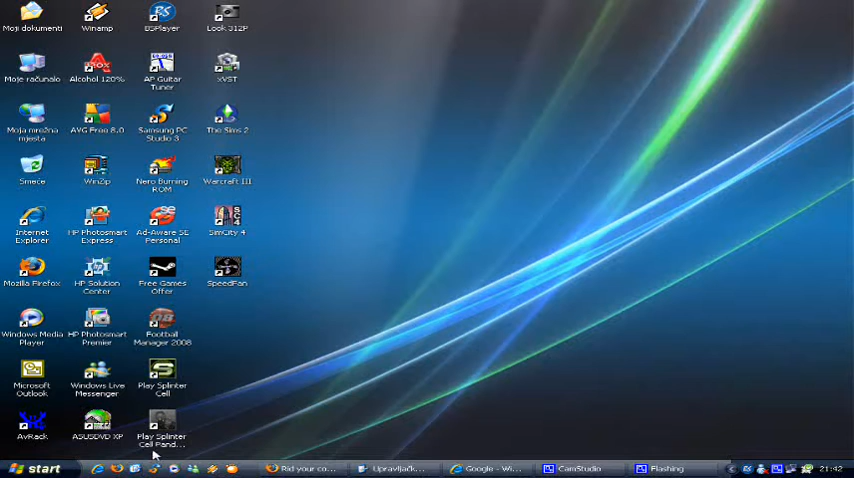 Moji dokumenti
Winamp
BSPlayer
Look 312P
Moje računalo
Alcohol 120%
AP Guitar
Tuner
xVST
Moja mrežna
mjesta
AVG Free 8.0
Samsung PC
Studio 3
The Sims 2
Smeće
WinZip
Nero Burning
ROM
Warcraft III
Internet
Explorer
HP Photosmart
Express
Ad-Aware SE
Personal
SimCity 4
Mozilla Firefox
HP Solution
Center
Free Games
Offer
SpeedFan
Windows Media
Player
HP Photosmart
Premier
Football
Manager 2008
Microsoft
Outlook
Windows Live
Messenger
Play Splinter
Cell
AvRack
ASUSDVD XP
Play Splinter
Cell Pand...
start
Rid your co...
Upravljačk...
Google - Wi...
CamStudio
Flashing
21:42